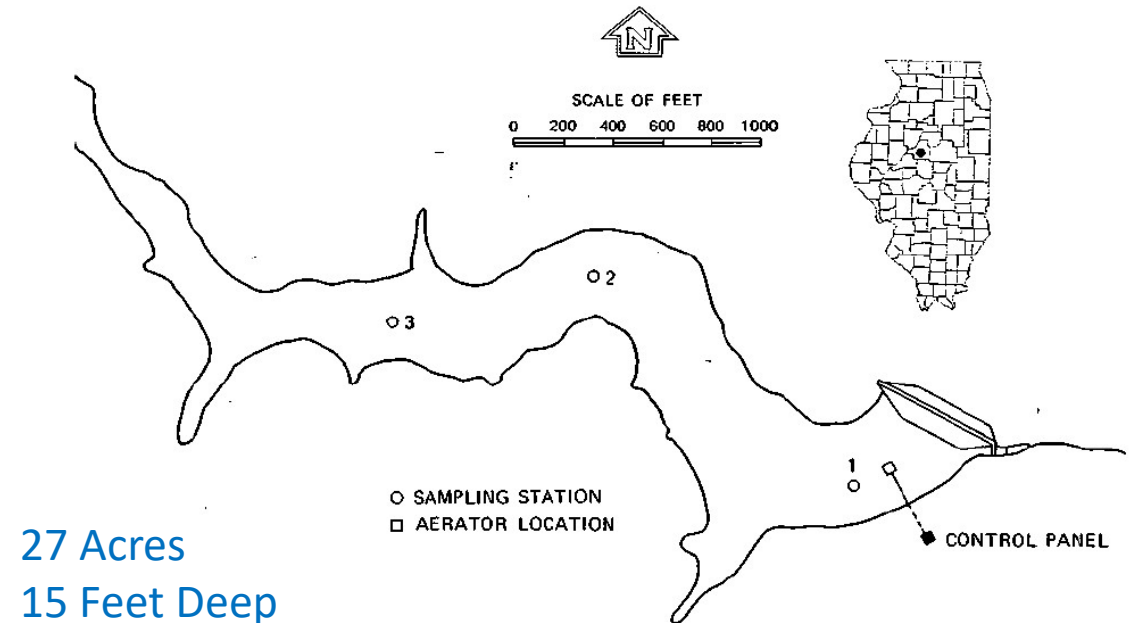 N
SCALE OF FEET
0 200 400 600 800 1000
2
3
1
○ SAMPLING STATION
□ AERATOR LOCATION
CONTROL PANEL
27 Acres
15 Feet Deep